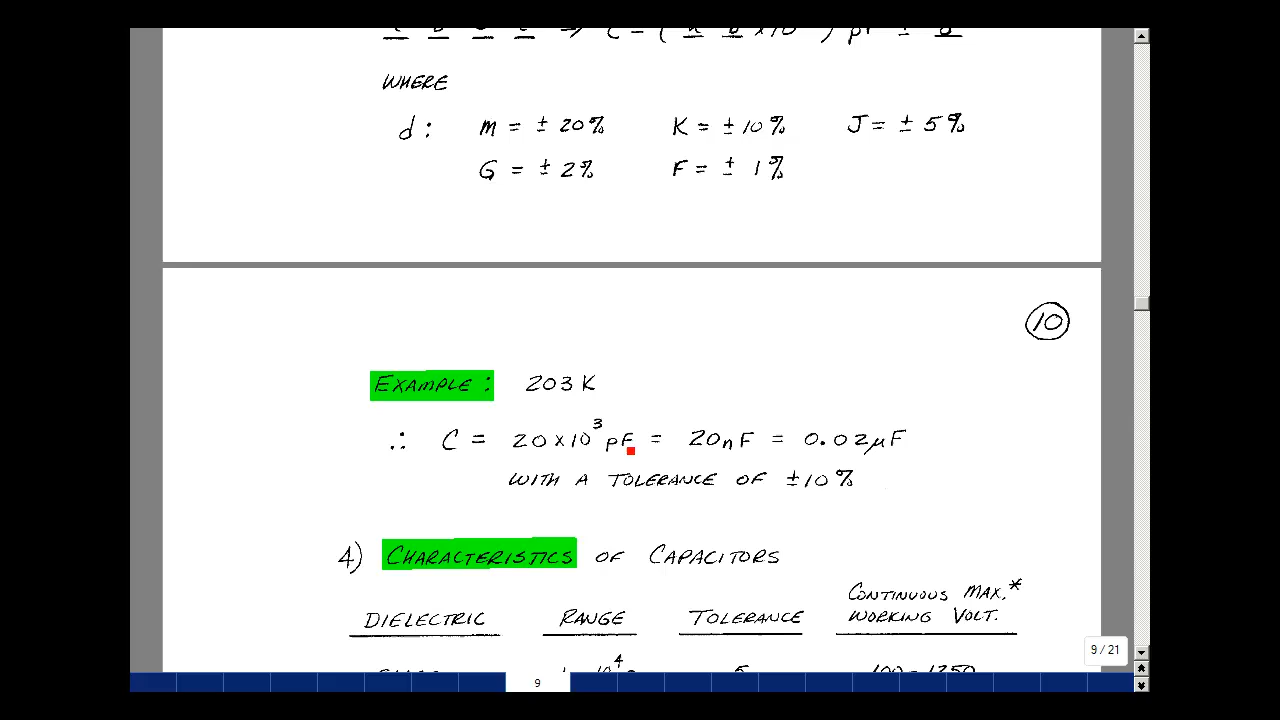 WHERE
d: M = ± 20% K = ± 10% J = ± 5%
G = ± 2% F = ± 1%
10
EXAMPLE: 203K
∴ C = 20×10³ pF = 20nF = 0.02μF
WITH A TOLERANCE OF ±10%
4) CHARACTERISTICS OF CAPACITORS
CONTINUOUS MAX.*
DIELECTRIC RANGE TOLERANCE WORKING VOLT.
9 / 21
9